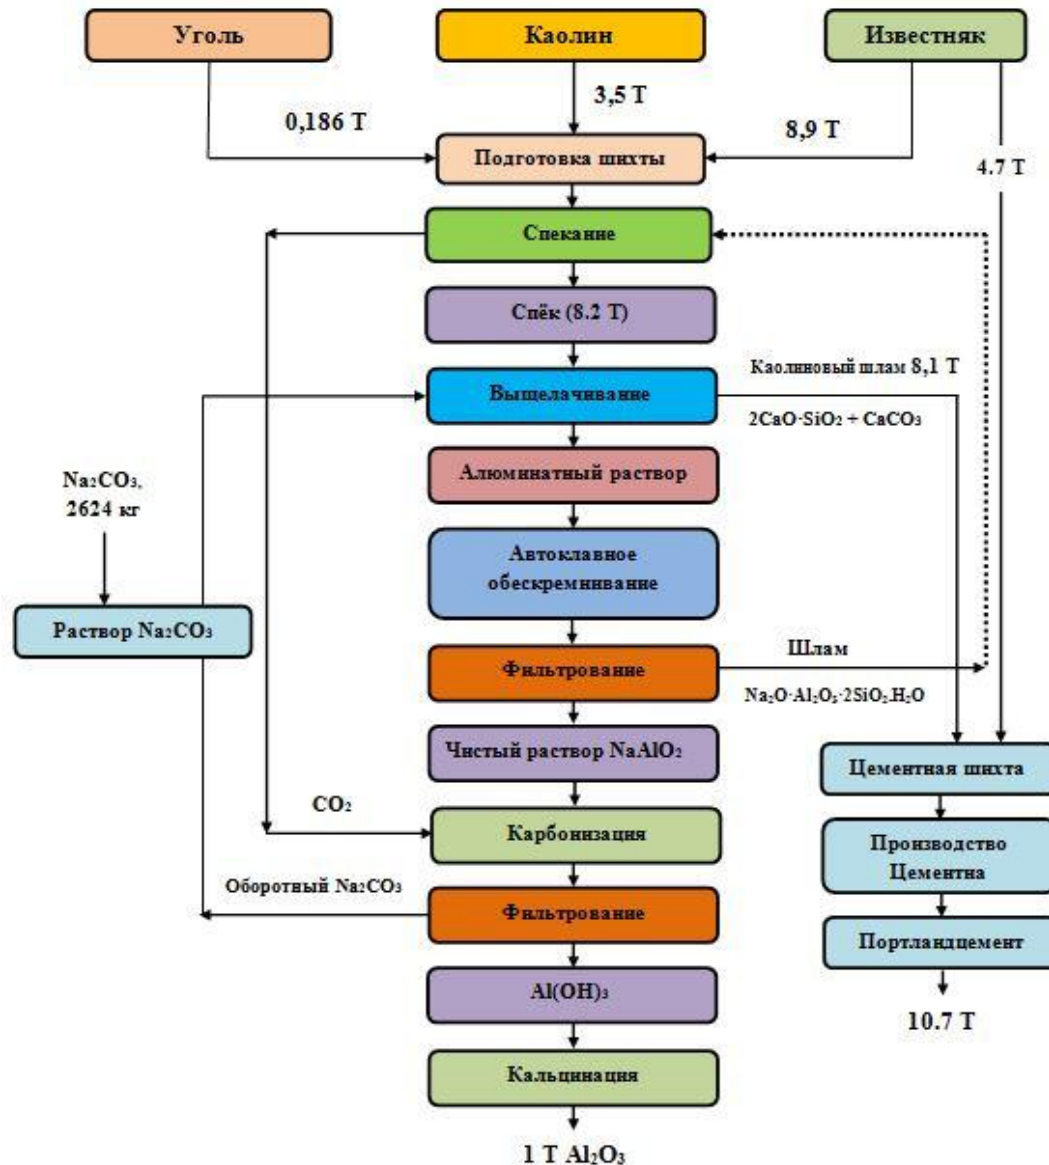 Уголь
Каолин
Известняк
0,186 Т
3,5 Т
8,9 Т
4.7 Т
Подготовка шихты
Спекание
Спёк (8.2 Т)
Выщелачивание
Каолиновый шлам 8,1 Т
2CaO·SiO₂ + CaCO₃
Алюминатный раствор
Na₂CO₃,
2624 кг
Автоклавное
обескремнивание
Раствор Na₂CO₃
Фильтрование
Шлам
Na₂O·Al₂O₃·2SiO₂.H₂O
Чистый раствор NaAlO₂
CO₂
Карбонизация
Оборотный Na₂CO₃
Фильтрование
Al(OH)₃
Кальцинация
1 Т Al₂O₃
Цементная шихта
Производство
Цементна
Портландцемент
10.7 Т